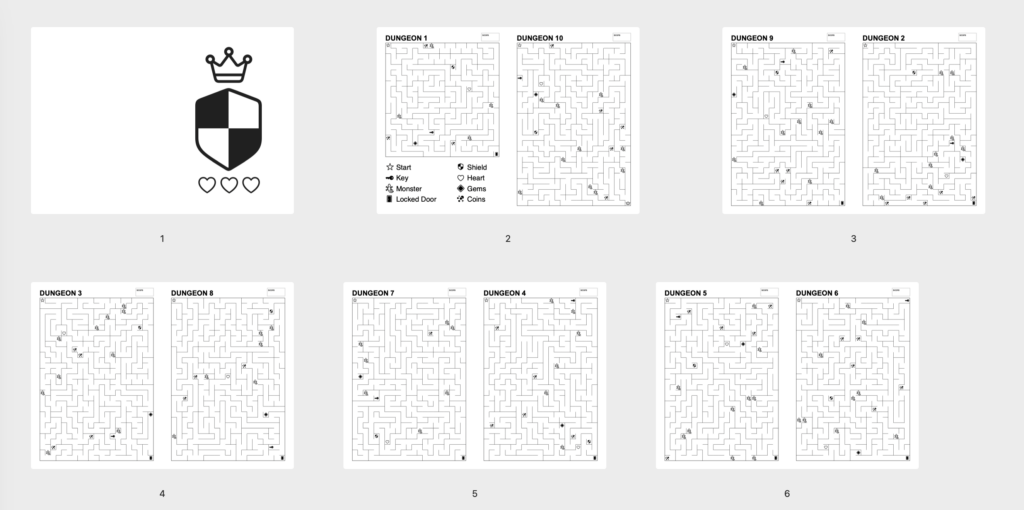 1
DUNGEON 1
DUNGEON 10
Start
Key
Monster
Locked Door
Shield
Heart
Gems
Coins
2
DUNGEON 9
DUNGEON 2
3
DUNGEON 3
DUNGEON 8
4
DUNGEON 7
DUNGEON 4
5
DUNGEON 5
DUNGEON 6
6